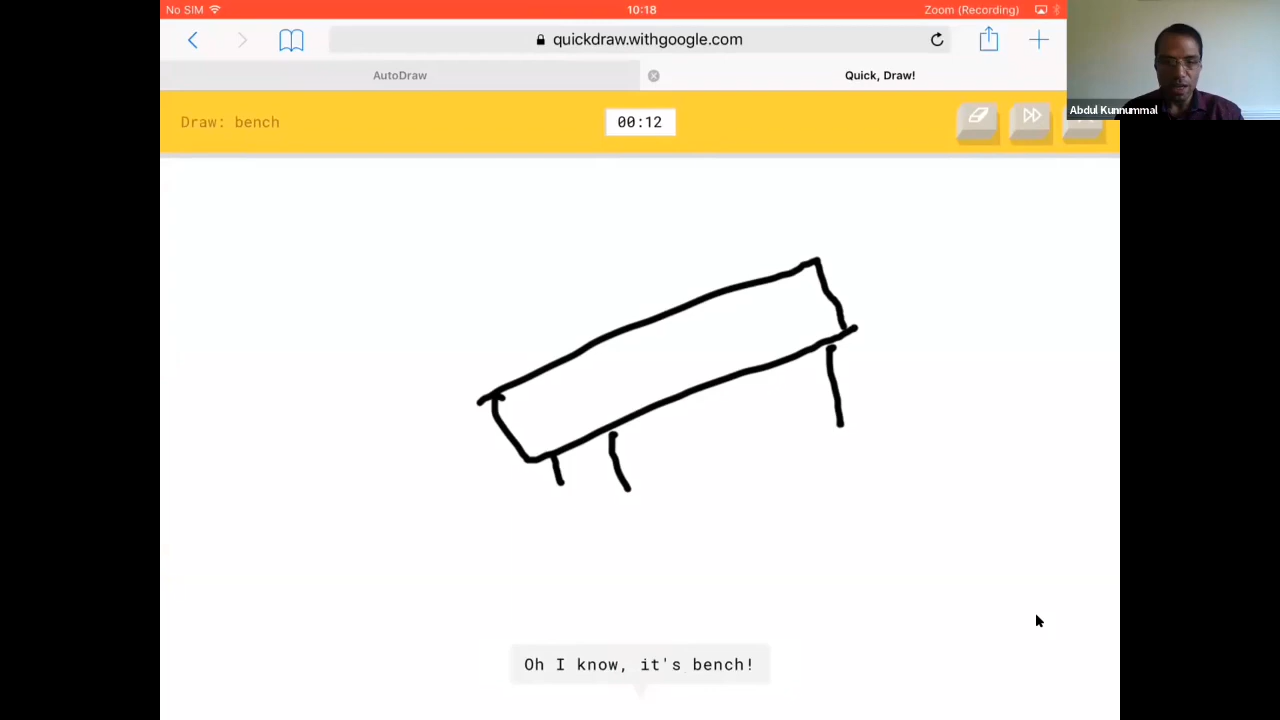 No SIM
10:18
Zoom (Recording)
quickdraw.withgoogle.com
AutoDraw
Quick, Draw!
Abdul Kunnummal
Draw: bench
00:12
Oh I know, it's bench!